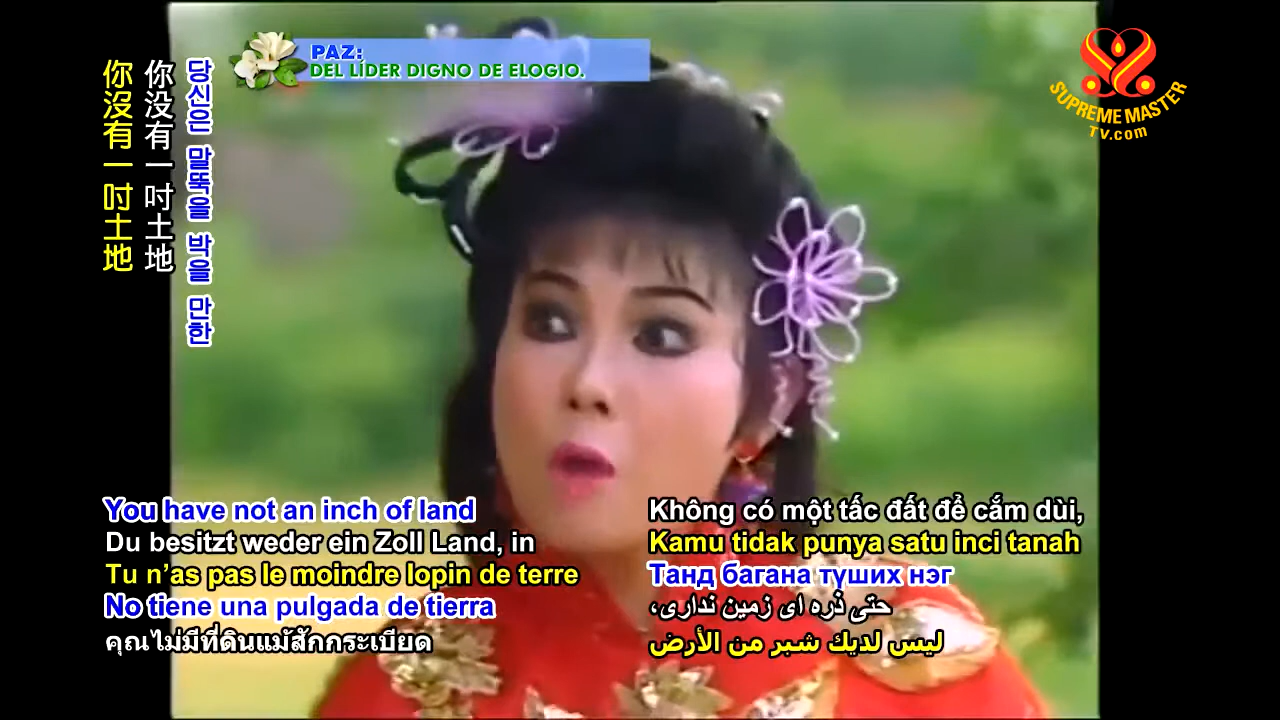 PAZ:
DEL LÍDER DIGNO DE ELOGIO.
SUPREME MASTER
TV.com
你沒有一吋土地
你没有一吋土地
당신은 말뚝을 박을 만한
You have not an inch of land
Du besitzt weder ein Zoll Land, in
Tu n’as pas le moindre lopin de terre
No tiene una pulgada de tierra
คุณไม่มีที่ดินแม้สักกระเบียด
Không có một tấc đất để cắm dùi,
Kamu tidak punya satu inci tanah
Танд багана түших нэг
حتی ذره ای زمین نداری،
ليس لديك شبر من الأرض